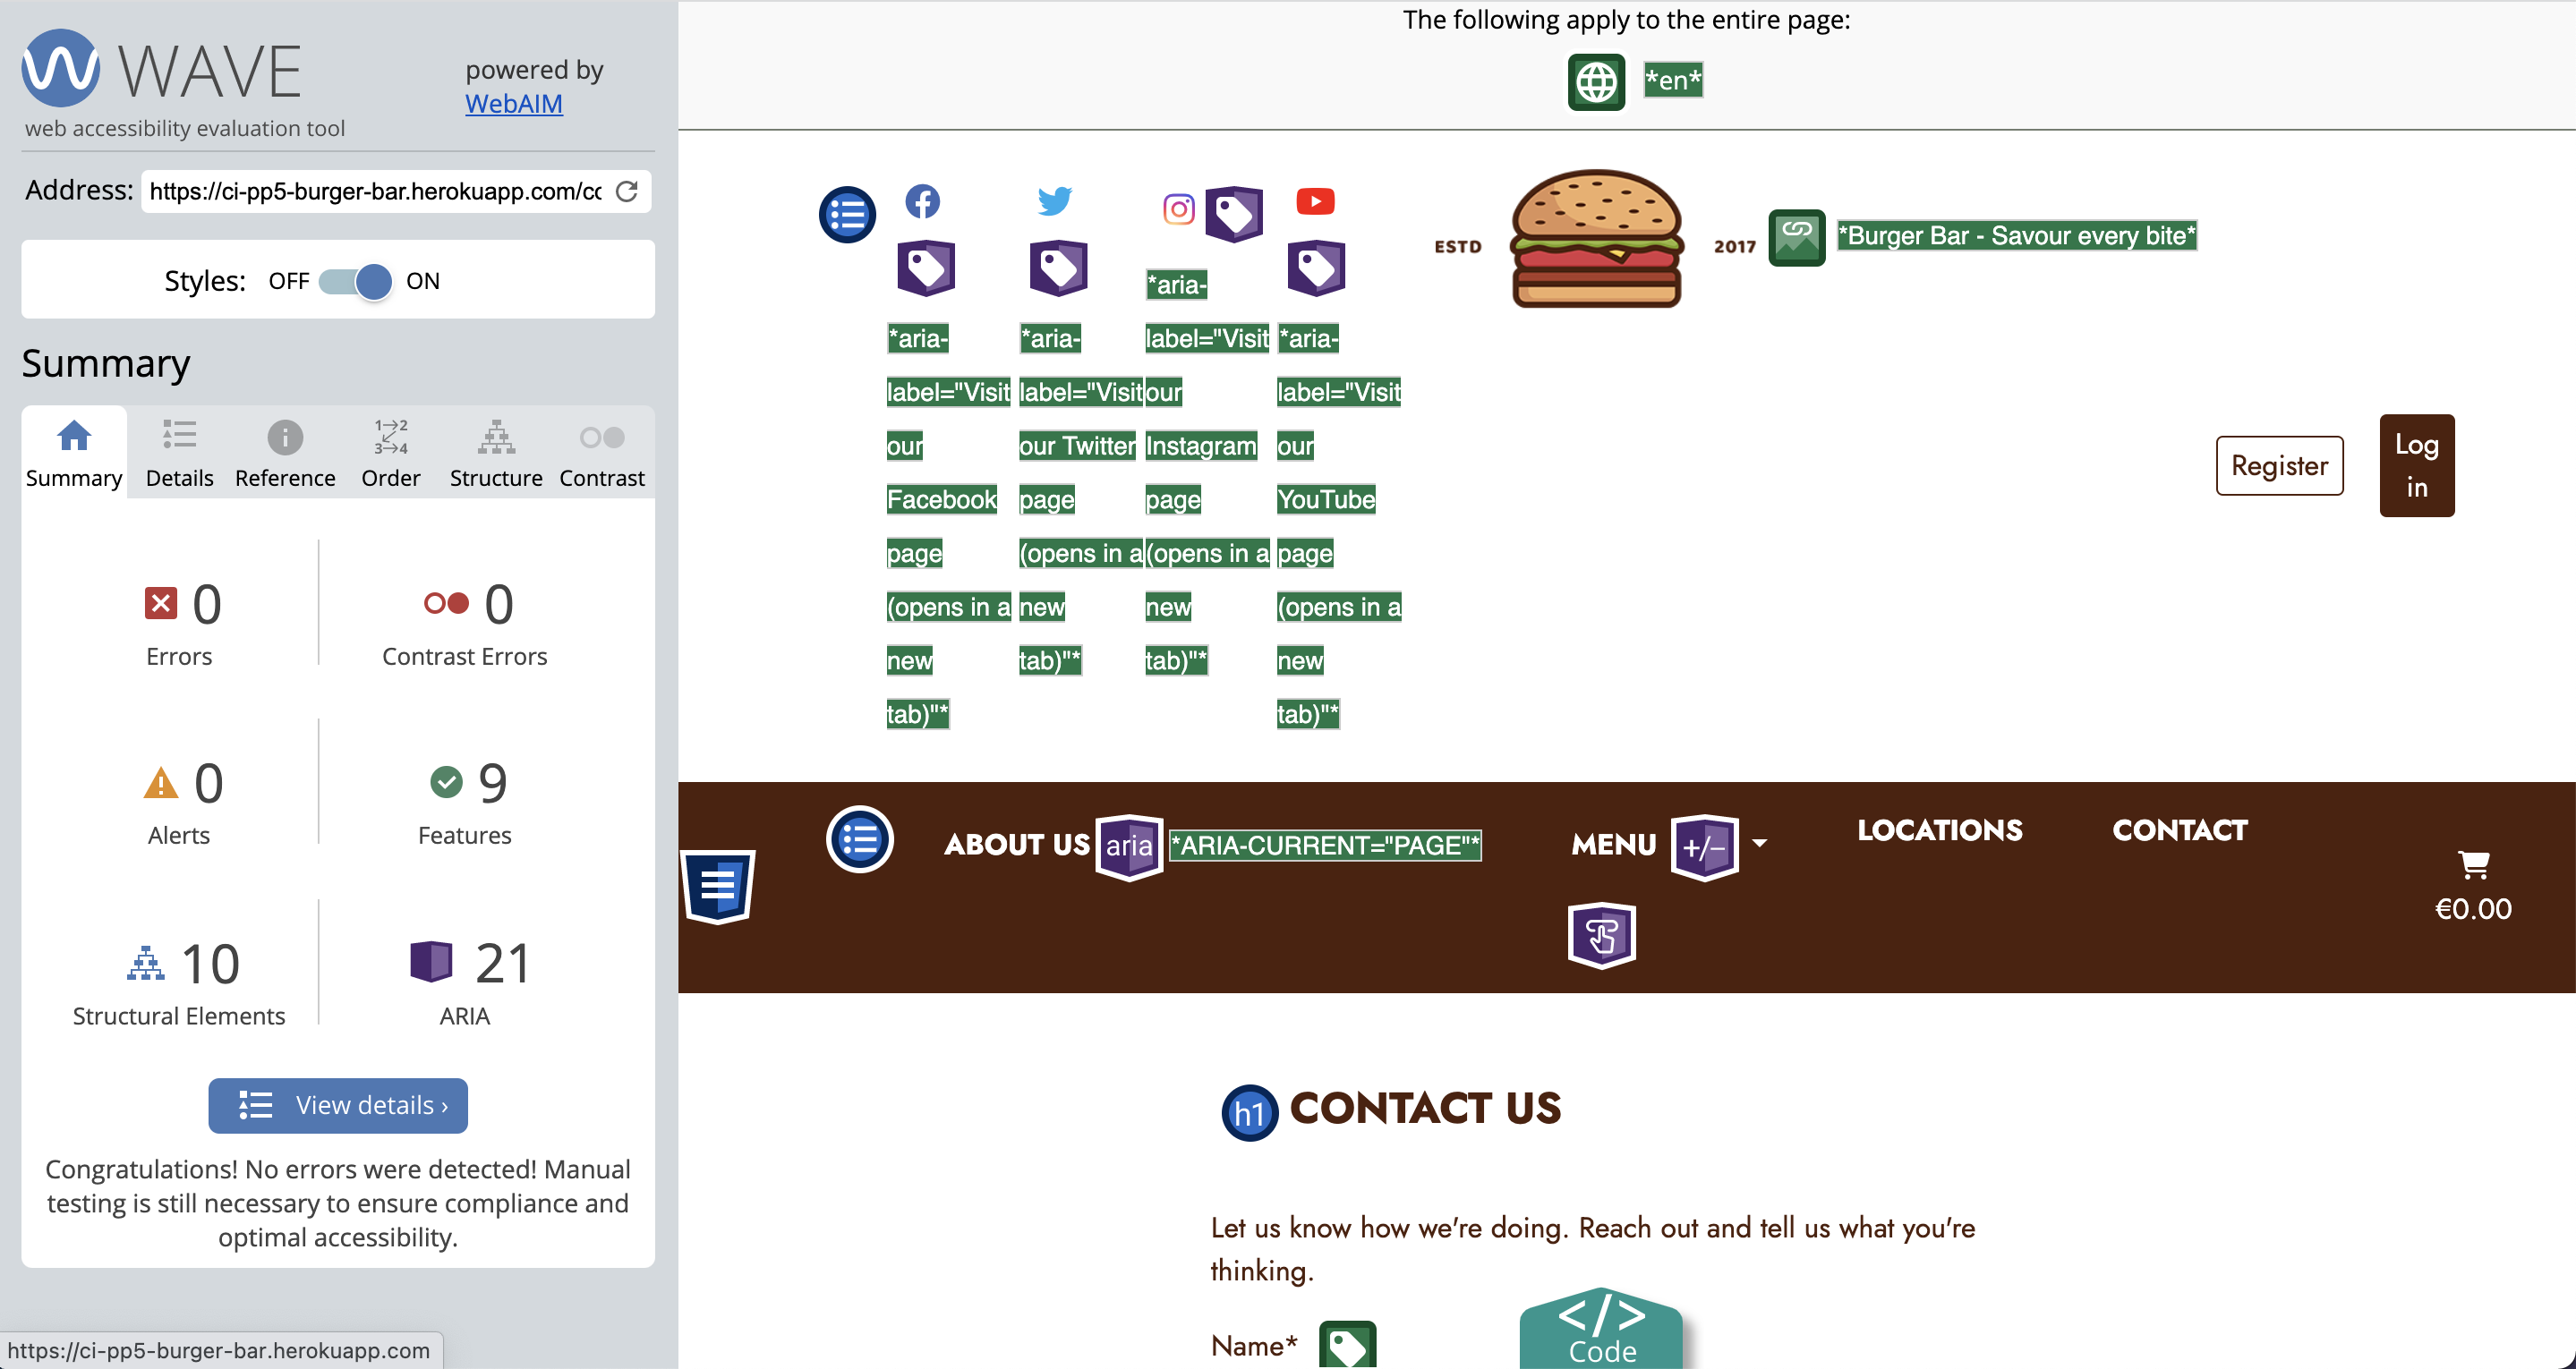 WAVE
web accessibility evaluation tool
powered by
WebAIM
Address: https://ci-pp5-burger-bar.herokuapp.com/cc
Styles: OFF ON
Summary
1→2
3→4
Summary Details Reference Order Structure Contrast
0 Errors
0 Contrast Errors
0 Alerts
9 Features
10 Structural Elements
21 ARIA
View details ›
Congratulations! No errors were detected! Manual
testing is still necessary to ensure compliance and
optimal accessibility.
https://ci-pp5-burger-bar.herokuapp.com
The following apply to the entire page:
*en*
*aria-
label="Visit
our
Facebook
page
(opens in a
new
tab)"*
*aria-
label="Visit
our Twitter
page
(opens in a
new
tab)"*
*aria-
label="Visit
our
Instagram
page
(opens in a
new
tab)"*
*aria-
label="Visit
our
YouTube
page
(opens in a
new
tab)"*
ESTD 2017
*Burger Bar - Savour every bite*
Register
Log
in
ABOUT US aria *ARIA-CURRENT="PAGE"* MENU +/- LOCATIONS CONTACT
€0.00
h1 CONTACT US
Let us know how we're doing. Reach out and tell us what you're
thinking.
Name*
</>
Code